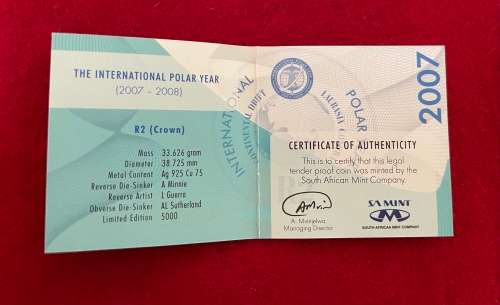 THE INTERNATIONAL POLAR YEAR
(2007 - 2008)
R2 (Crown)
Mass 33.626 gram
Diameter 38.725 mm
Metal Content Ag 925 Cu 75
Reverse Die-Sinker A Minnie
Reverse Artist L Guerra
Obverse Die-Sinker AL Sutherland
Limited Edition 5000
INTERNATIONAL POLAR
CONTINENTAL DRIFT
2007
CERTIFICATE OF AUTHENTICITY
This is to certify that this legal
tender proof coin was minted by the
South African Mint Company.
Managing Director
SA MINT
SOUTH AFRICAN MINT COMPANY